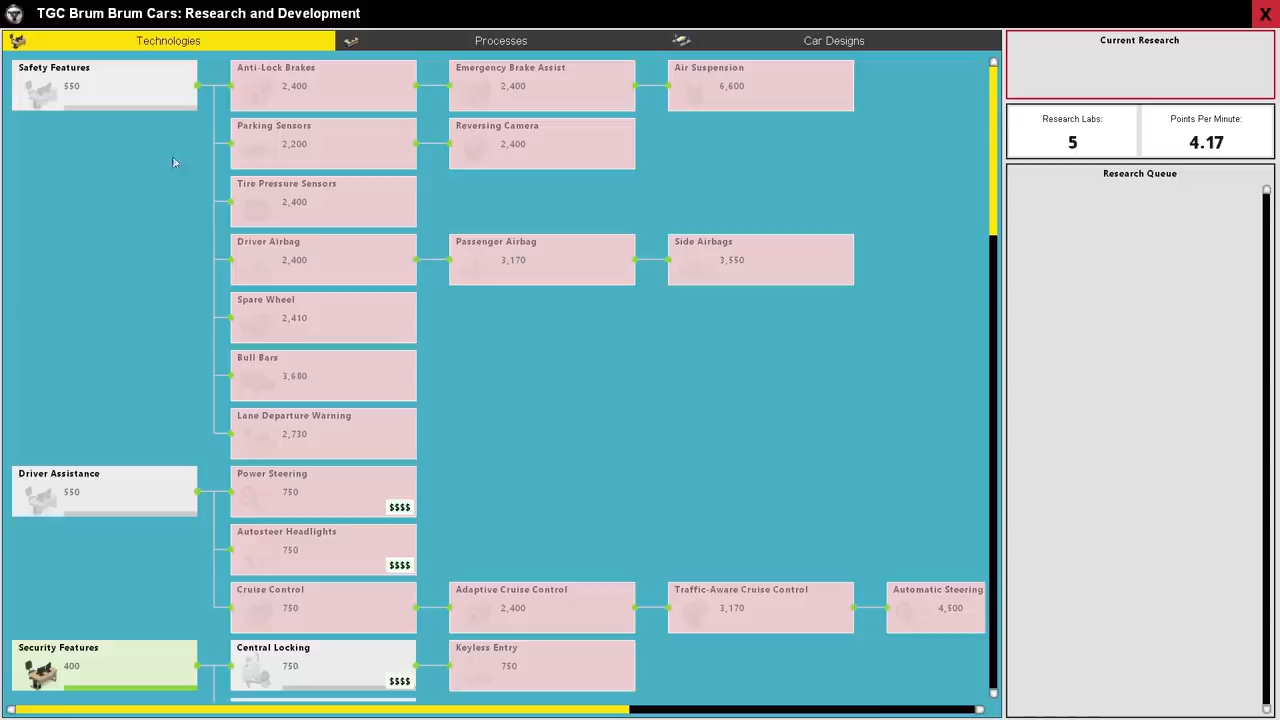 TGC Brum Brum Cars: Research and Development
X
Technologies
Processes
Car Designs
Current Research
Safety Features
550
Anti-Lock Brakes
2,400
Emergency Brake Assist
2,400
Air Suspension
6,600
Research Labs:
5
Points Per Minute:
4.17
Parking Sensors
2,200
Reversing Camera
2,400
Research Queue
Tire Pressure Sensors
2,400
Driver Airbag
2,400
Passenger Airbag
3,170
Side Airbags
3,550
Spare Wheel
2,410
Bull Bars
3,680
Lane Departure Warning
2,730
Driver Assistance
550
Power Steering
750
$$$$
Autosteer Headlights
750
$$$$
Cruise Control
750
Adaptive Cruise Control
2,400
Traffic-Aware Cruise Control
3,170
Automatic Steering
4,500
Security Features
400
Central Locking
750
$$$$
Keyless Entry
750